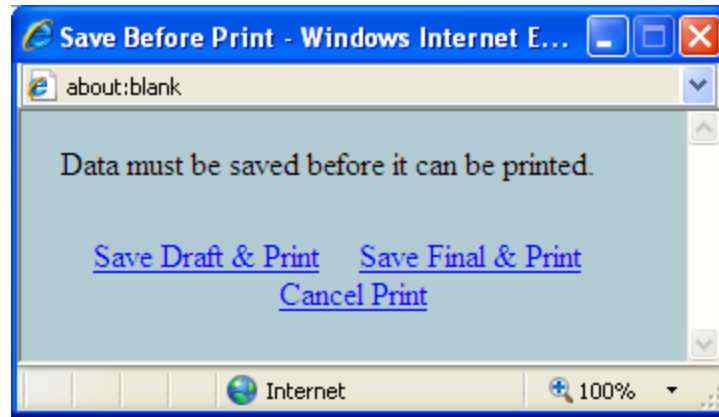 Save Before Print - Windows Internet E...
about:blank
Data must be saved before it can be printed.
Save Draft & Print Save Final & Print
Cancel Print
Internet 100%